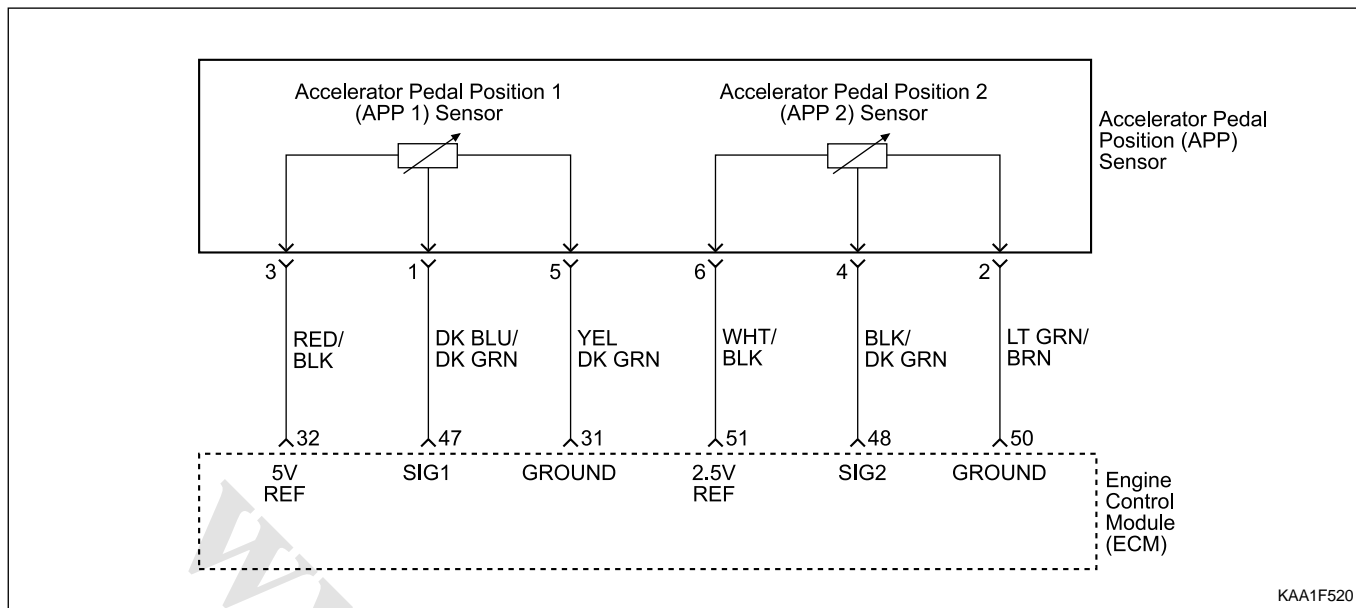 Accelerator Pedal Position 1
(APP 1) Sensor
Accelerator Pedal Position 2
(APP 2) Sensor
Accelerator Pedal
Position (APP)
Sensor
3
1
5
6
4
2
RED/
BLK
DK BLU/
DK GRN
YEL
DK GRN
WHT/
BLK
BLK/
DK GRN
LT GRN/
BRN
32
47
31
51
48
50
5V
REF
SIG1
GROUND
2.5V
REF
SIG2
GROUND
Engine
Control
Module
(ECM)
KAA1F520